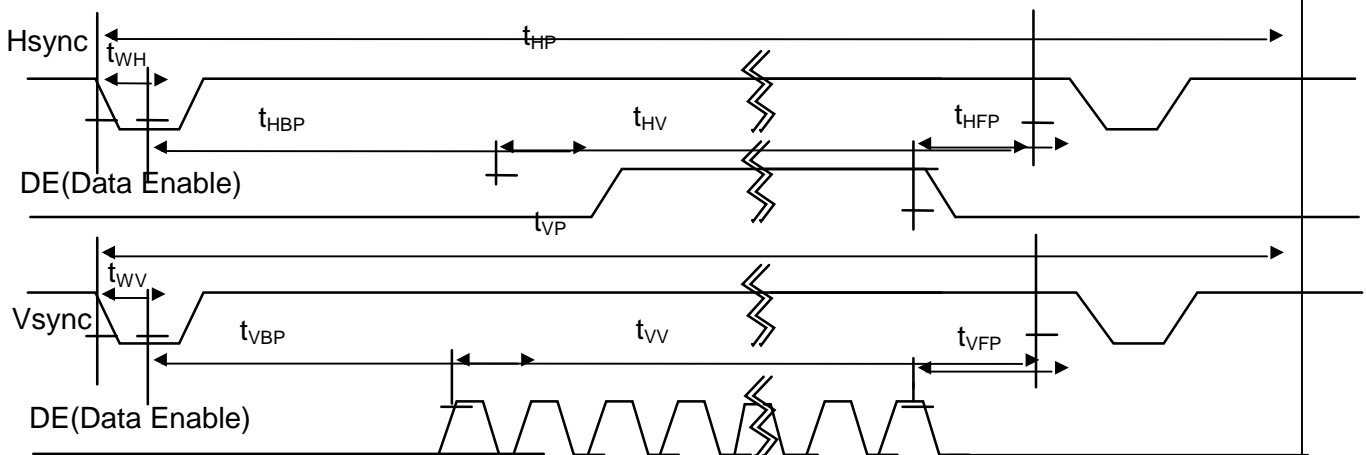 Hsync
tHP
tWH
tHBP
tHV
tHFP
DE(Data Enable)
tVP
tWV
Vsync
tVBP
tVV
tVFP
DE(Data Enable)